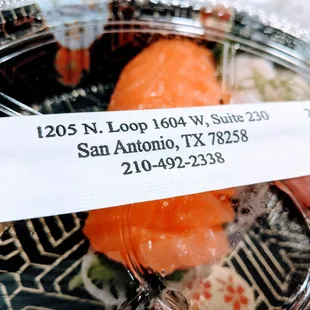 1205 N. Loop 1604 W, Suite 230
San Antonio, TX 78258
210-492-2338